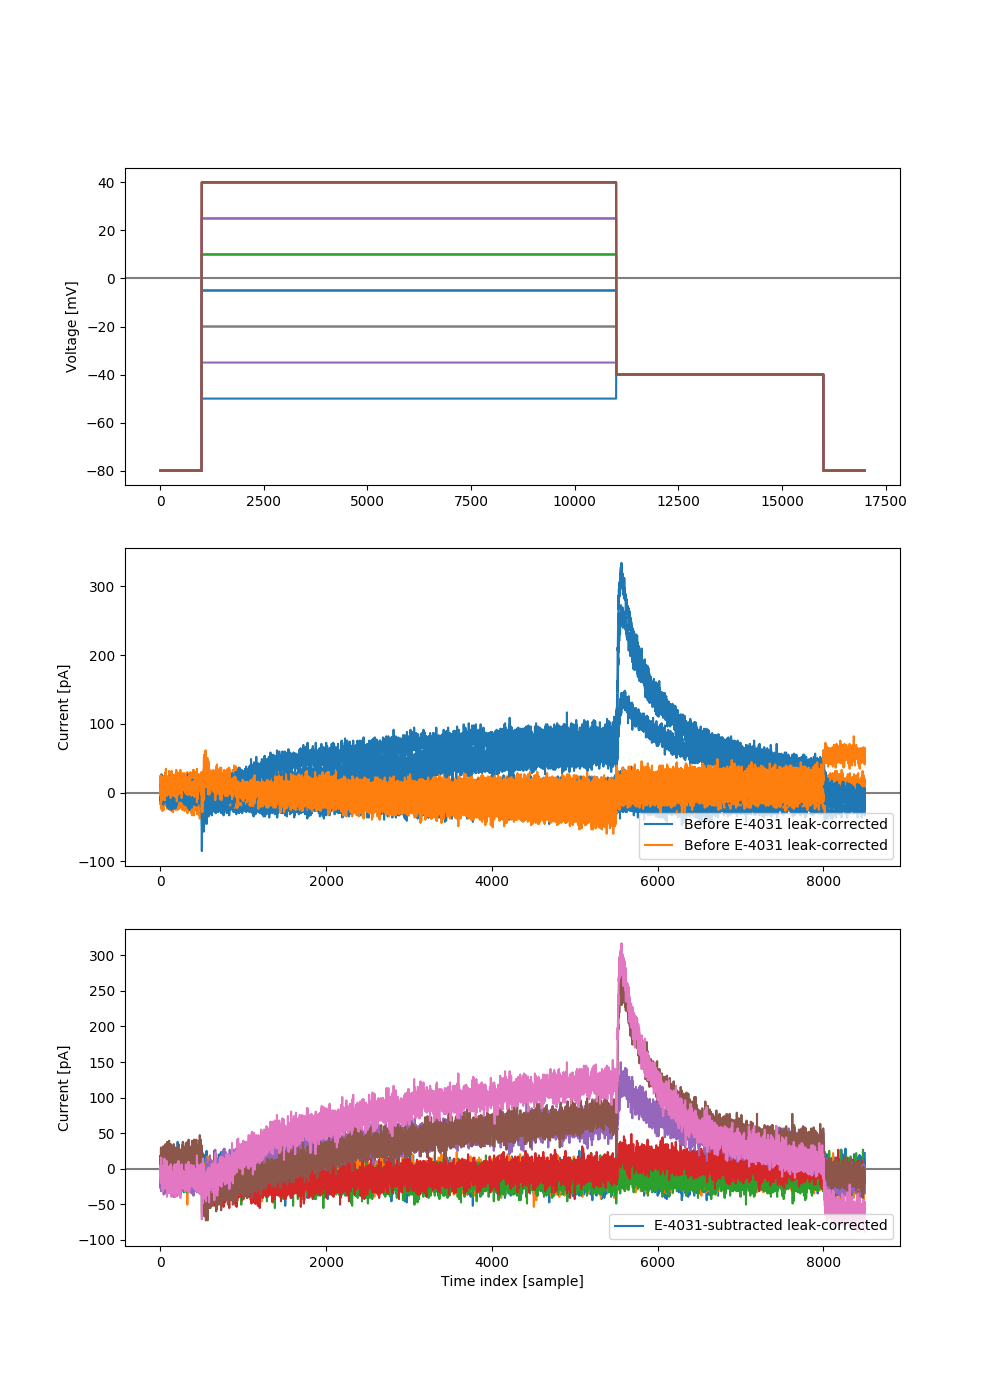 40
20
0
−20
−40
−60
−80
Voltage [mV]
0 2500 5000 7500 10000 12500 15000 17500
300
200
100
0
−100
Current [pA]
Before E-4031 leak-corrected
Before E-4031 leak-corrected
0 2000 4000 6000 8000
300
250
200
150
100
50
0
−50
−100
Current [pA]
E-4031-subtracted leak-corrected
0 2000 4000 6000 8000
Time index [sample]